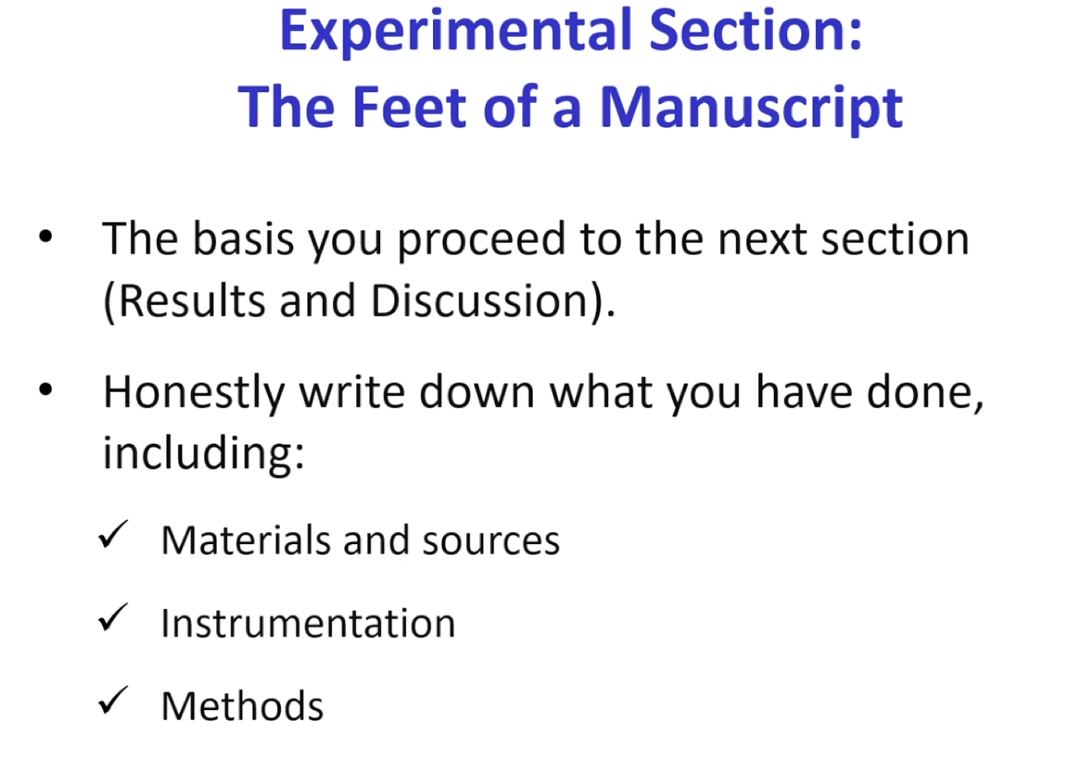 Experimental Section:
The Feet of a Manuscript
• The basis you proceed to the next section
(Results and Discussion).
• Honestly write down what you have done,
including:
✓ Materials and sources
✓ Instrumentation
✓ Methods